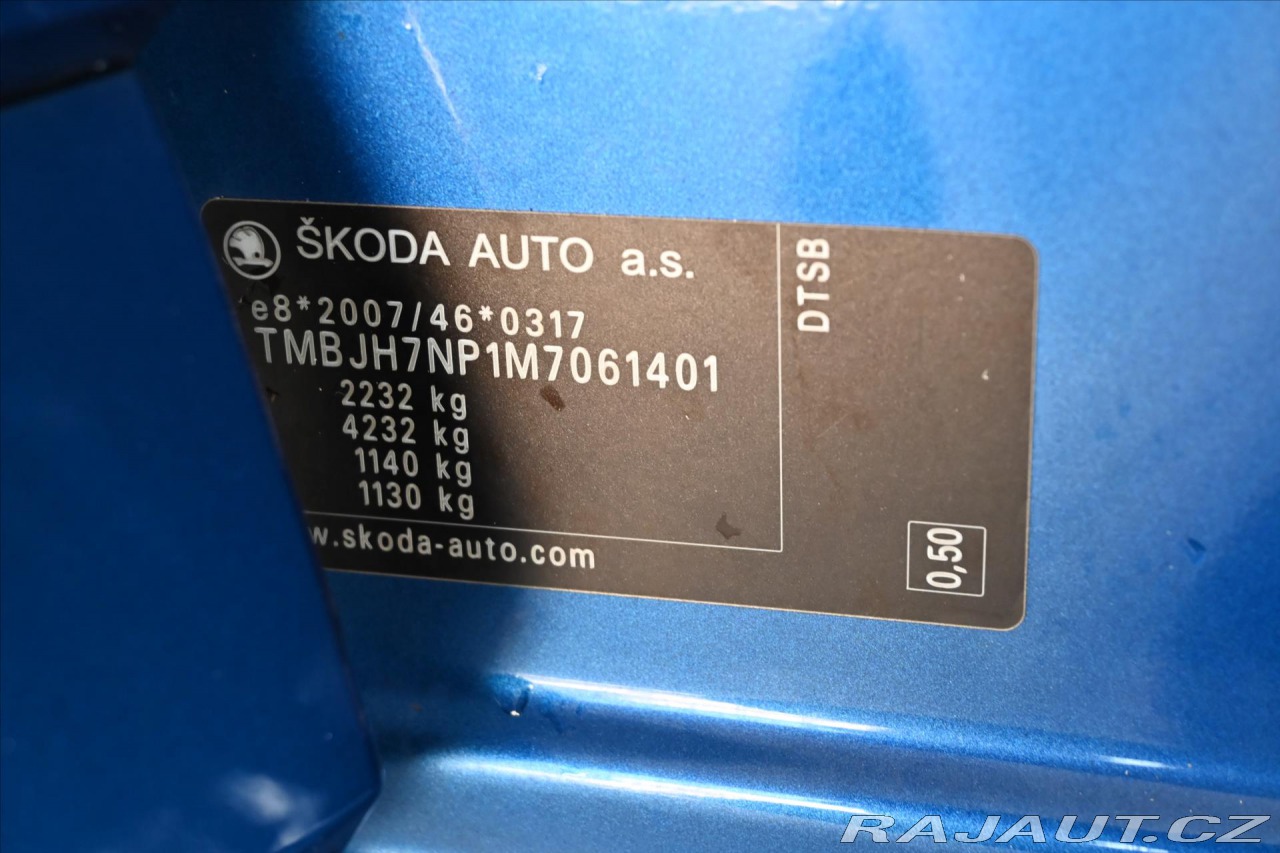 ŠKODA AUTO a.s.
e8*2007/46*0317
TMBJH7NP1M7061401
2232 kg
4232 kg
1140 kg
1130 kg
w.skoda-auto.com
DTSB
0,50
RAJAUT.CZ